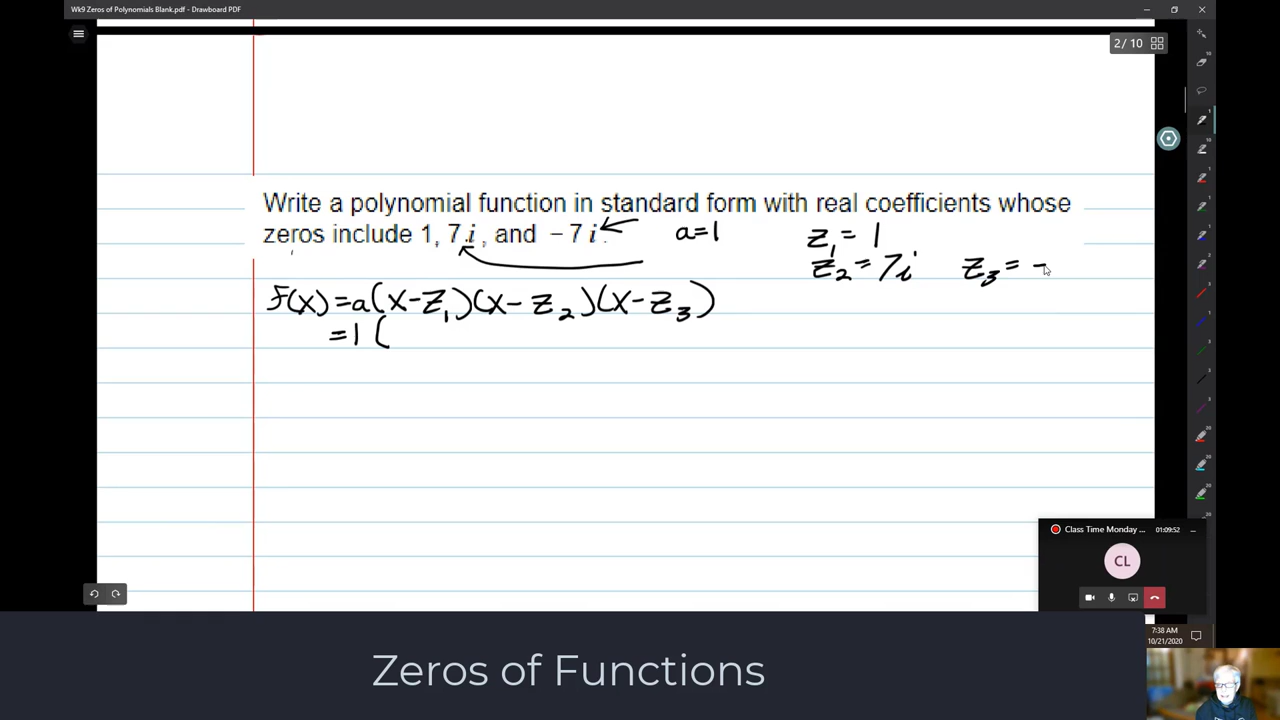 Wk9 Zeros of Polynomials Blank.pdf - Drawboard PDF
2 / 10
Write a polynomial function in standard form with real coefficients whose
zeros include 1, 7 i, and − 7 i.
a=1
z₁ = 1
z₂ = 7i z₃ = -
F(x) = a(x-z₁)(x-z₂)(x-z₃)
= 1 (
Class Time Monday ... 01:09:52
CL
7:38 AM
10/21/2020
Zeros of Functions